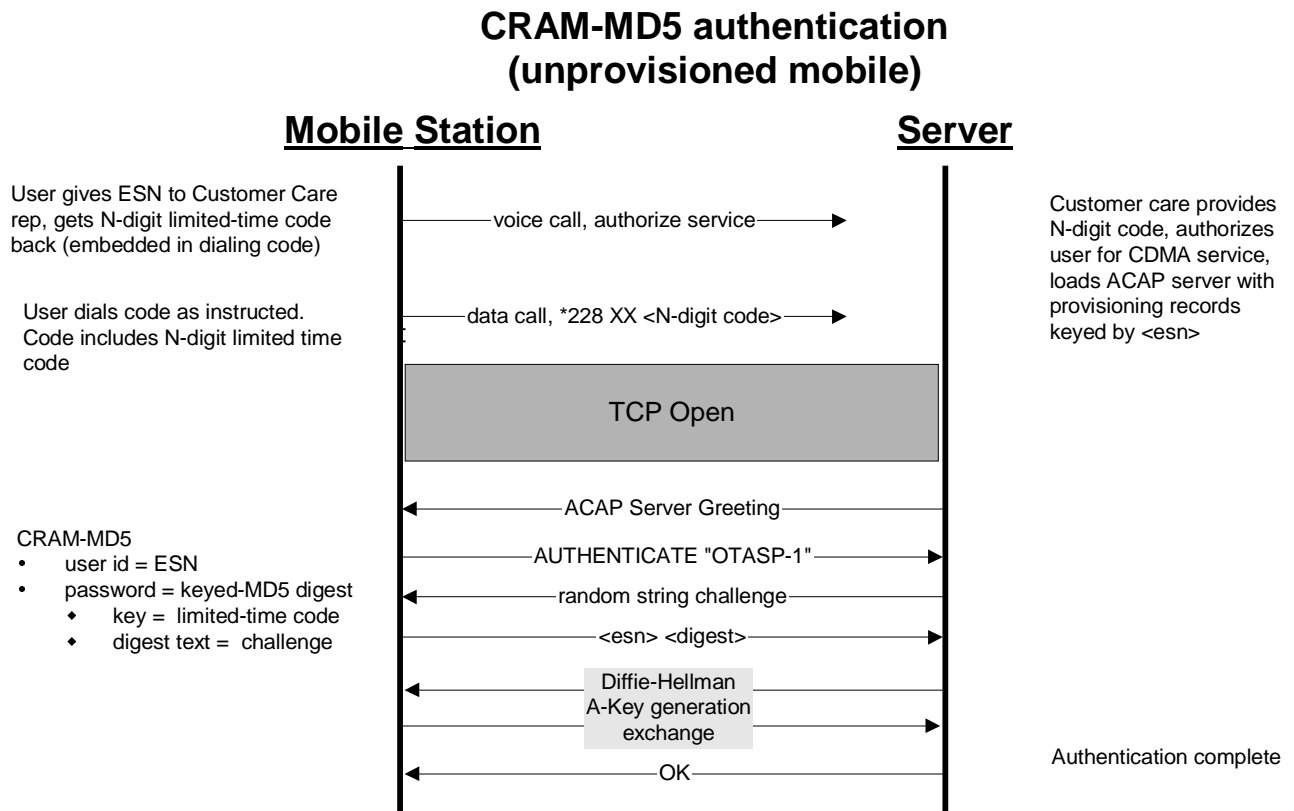 CRAM-MD5 authentication
(unprovisioned mobile)
Mobile Station
Server
User gives ESN to Customer Care
rep, gets N-digit limited-time code
back (embedded in dialing code)
voice call, authorize service
Customer care provides
N-digit code, authorizes
user for CDMA service,
loads ACAP server with
provisioning records
keyed by <esn>
User dials code as instructed.
Code includes N-digit limited time
code
data call, *228 XX <N-digit code>
TCP Open
ACAP Server Greeting
CRAM-MD5
• user id = ESN
• password = keyed-MD5 digest
◆ key = limited-time code
◆ digest text = challenge
AUTHENTICATE "OTASP-1"
random string challenge
<esn> <digest>
Diffie-Hellman
A-Key generation
exchange
OK
Authentication complete